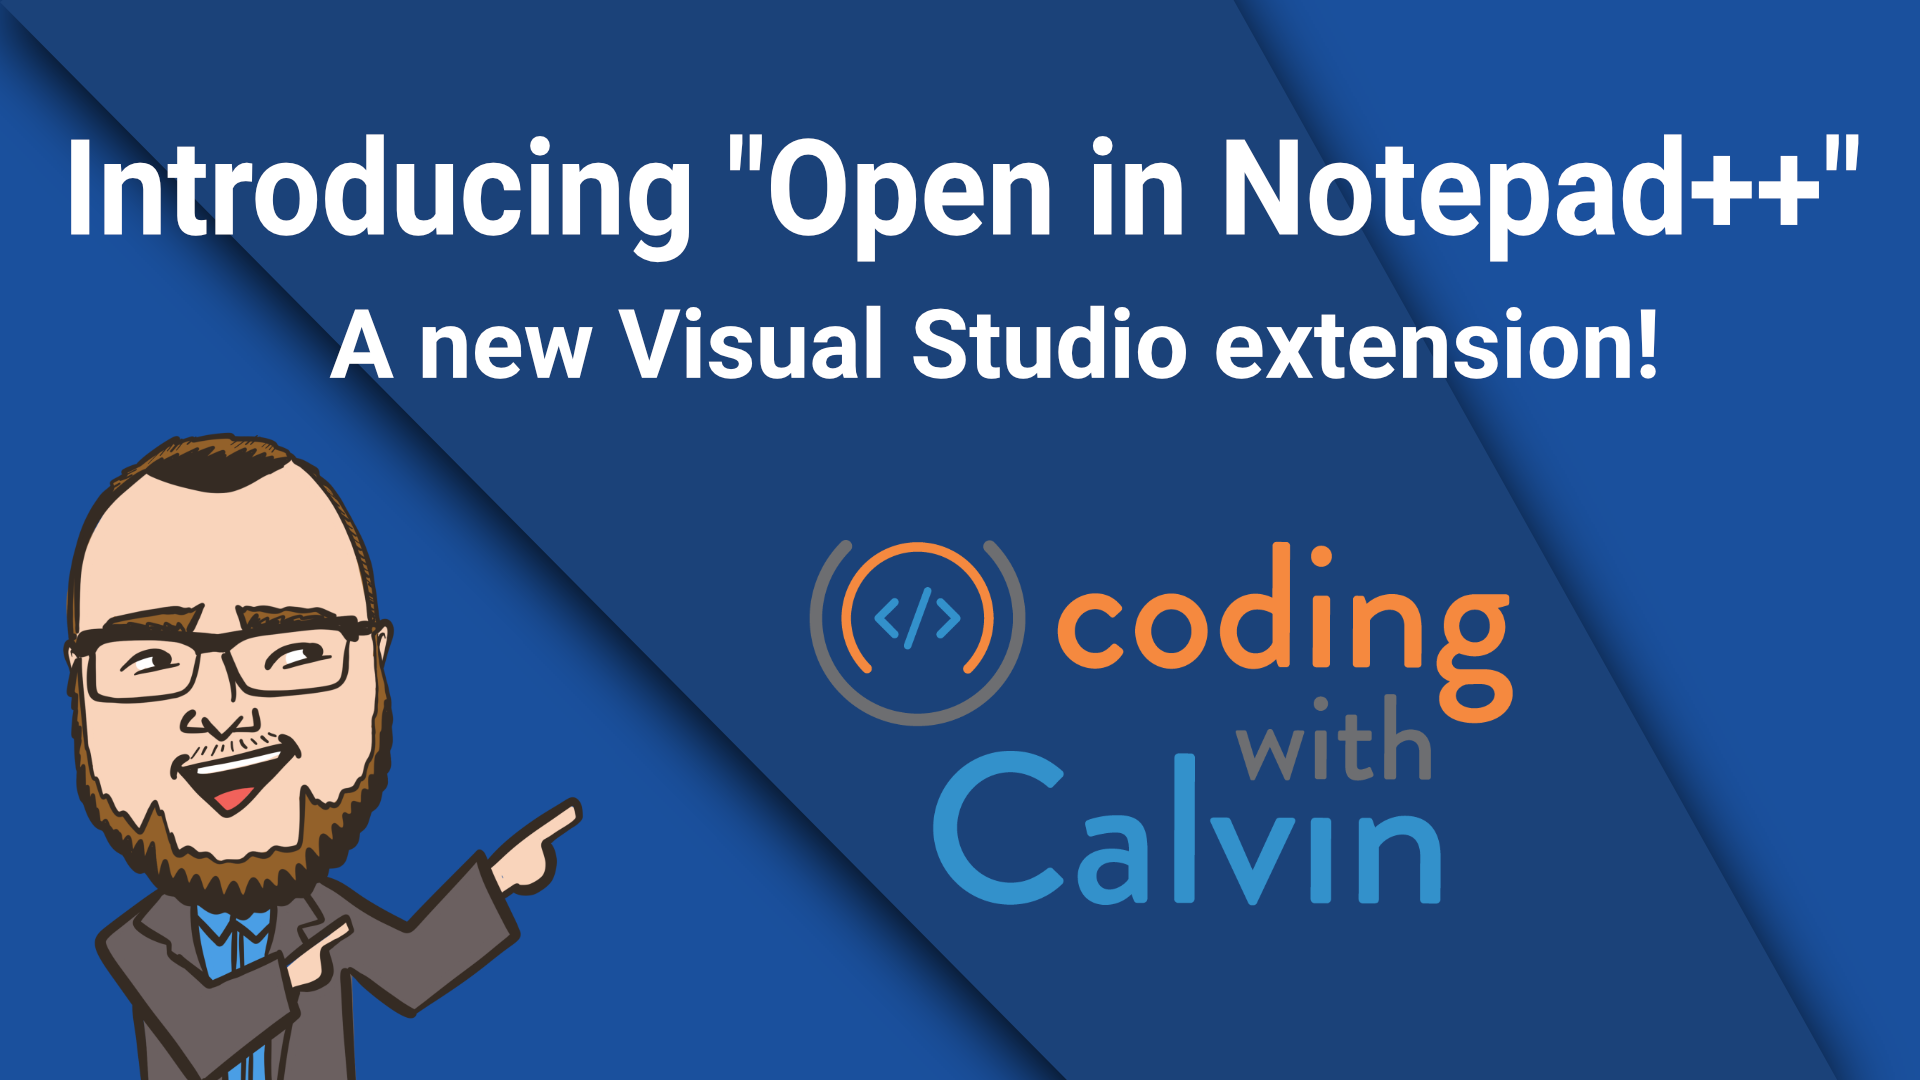 Introducing "Open in Notepad++"
A new Visual Studio extension!
</> coding
with
Calvin